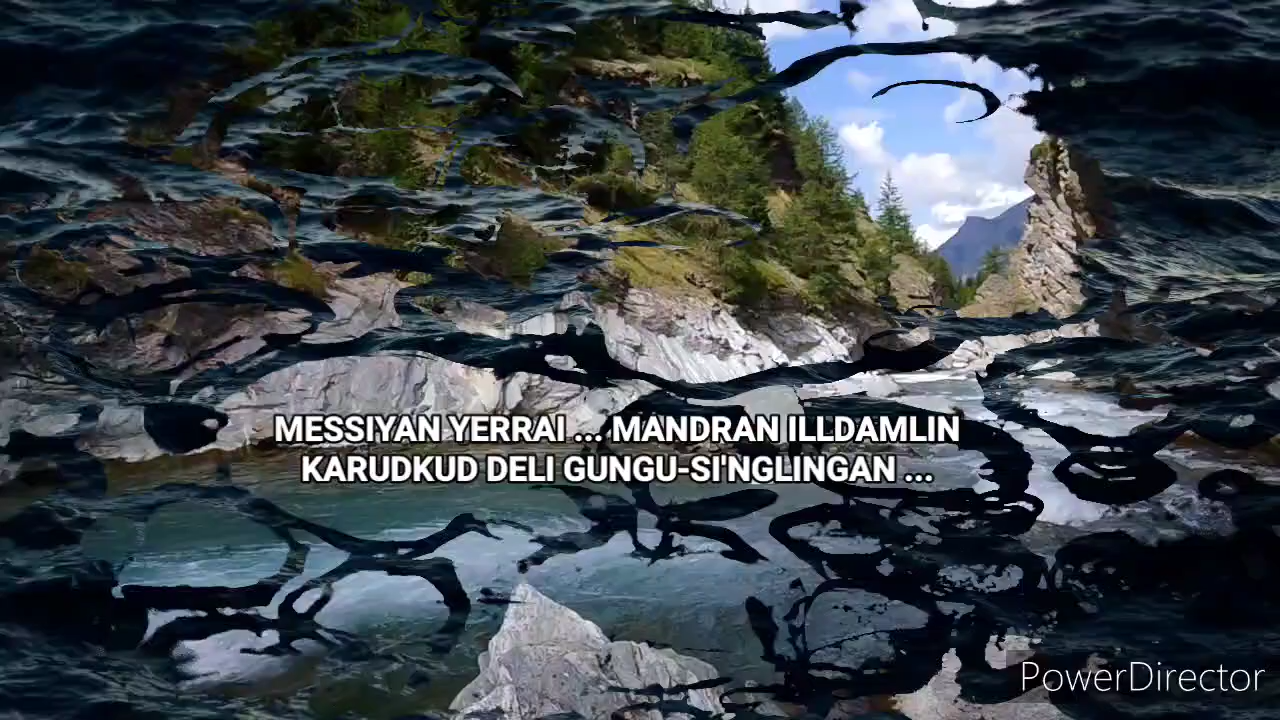 MESSIYAN YERRAI ... MANDRAN ILLDAMLIN
KARUDKUD DELI GUNGU-SI'NGLINGAN ...
PowerDirector